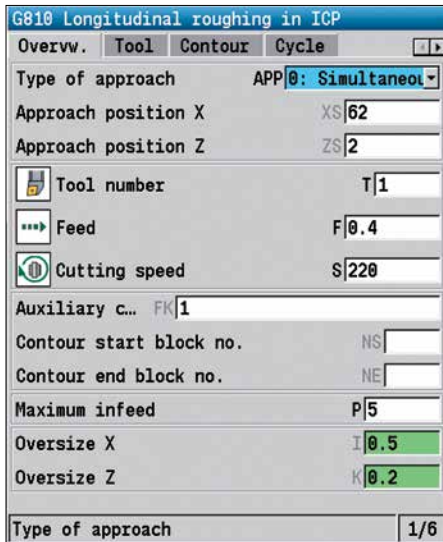 G810 Longitudinal roughing in ICP
Overvw. Tool Contour Cycle
Type of approach APP 0: Simultaneou
Approach position X XS 62
Approach position Z ZS 2
Tool number T 1
Feed F 0.4
Cutting speed S 220
Auxiliary c… FK 1
Contour start block no. NS
Contour end block no. NE
Maximum infeed P 5
Oversize X I 0.5
Oversize Z K 0.2
Type of approach 1/6